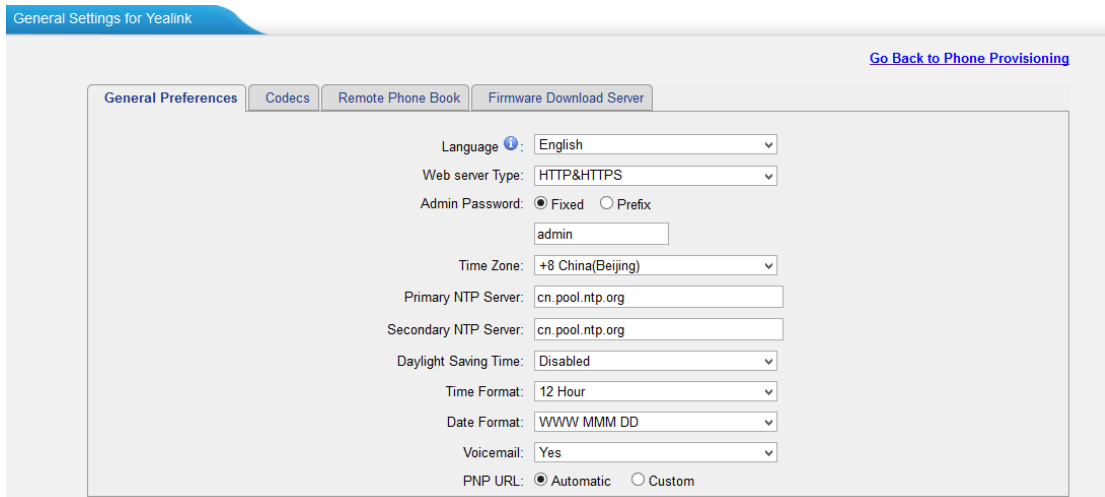 General Settings for Yealink
Go Back to Phone Provisioning
General Preferences Codecs Remote Phone Book Firmware Download Server
Language : English
Web server Type: HTTP&HTTPS
Admin Password: Fixed Prefix
admin
Time Zone: +8 China(Beijing)
Primary NTP Server: cn.pool.ntp.org
Secondary NTP Server: cn.pool.ntp.org
Daylight Saving Time: Disabled
Time Format: 12 Hour
Date Format: WWW MMM DD
Voicemail: Yes
PNP URL: Automatic Custom